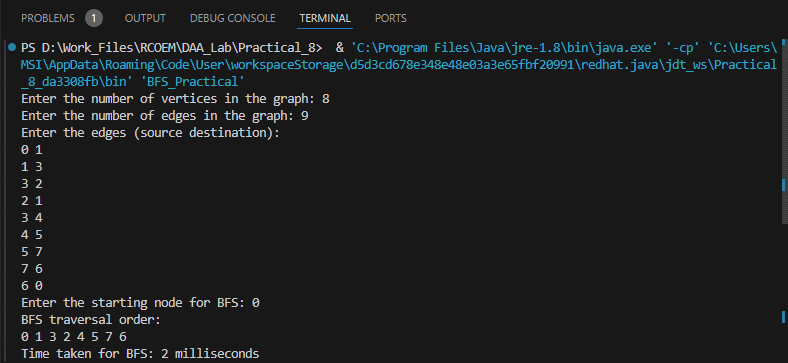 PROBLEMS 1 OUTPUT DEBUG CONSOLE TERMINAL PORTS
PS D:\Work_Files\RCOEM\DAA_Lab\Practical_8>  & 'C:\Program Files\Java\jre-1.8\bin\java.exe' '-cp' 'C:\Users\
MSI\AppData\Roaming\Code\User\workspaceStorage\d5d3cd678e348e48e03a3e65fbf20991\redhat.java\jdt_ws\Practical
_8_da3308fb\bin' 'BFS_Practical'
Enter the number of vertices in the graph: 8
Enter the number of edges in the graph: 9
Enter the edges (source destination):
0 1
1 3
3 2
2 1
3 4
4 5
5 7
7 6
6 0
Enter the starting node for BFS: 0
BFS traversal order:
0 1 3 2 4 5 7 6
Time taken for BFS: 2 milliseconds